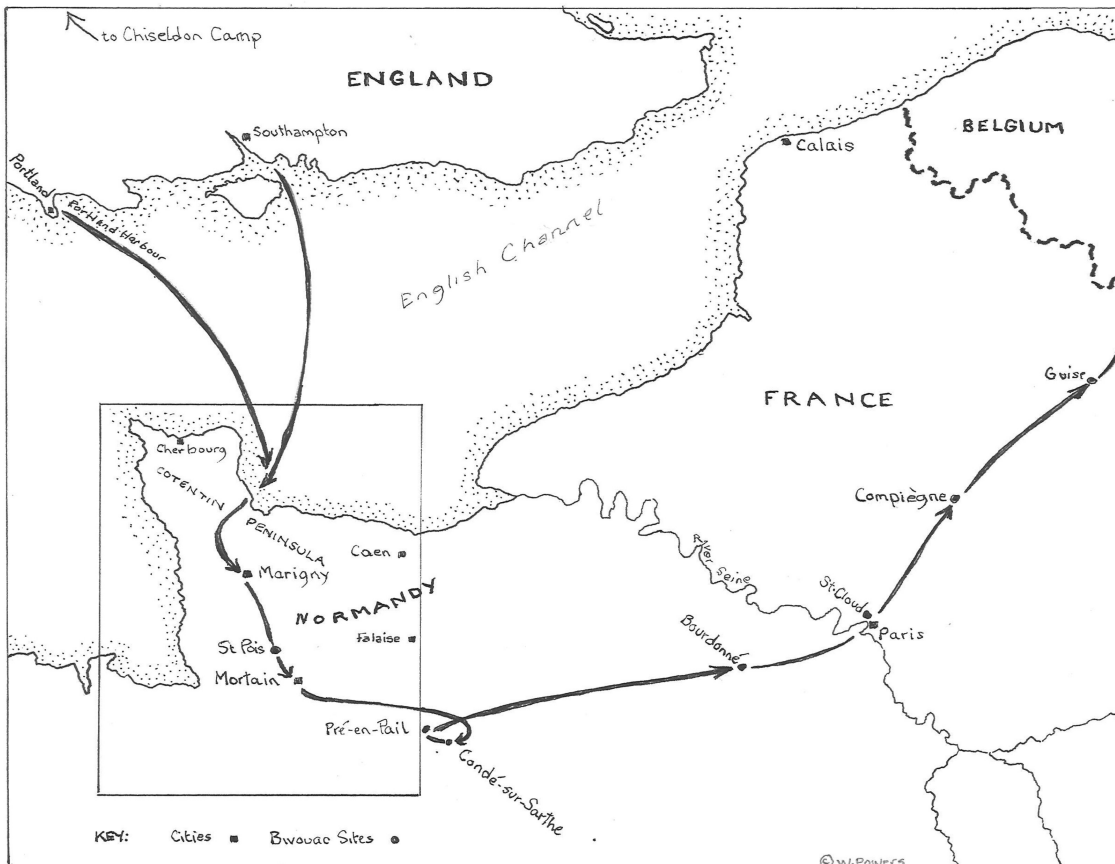 to Chiseldon Camp
ENGLAND
Southampton
BELGIUM
Calais
Portland
Portland Harbour
English Channel
Guise
FRANCE
Cherbourg
COTENTIN
PENINSULA
Compiègne
Caen
River Seine
Marigny
NORMANDY
St-Cloud
Paris
Falaise
St Pois
Bourdonné
Mortain
Pré-en-Pail
Condé-sur-Sarthe
KEY: Cities Bivouac Sites
© W. POWERS